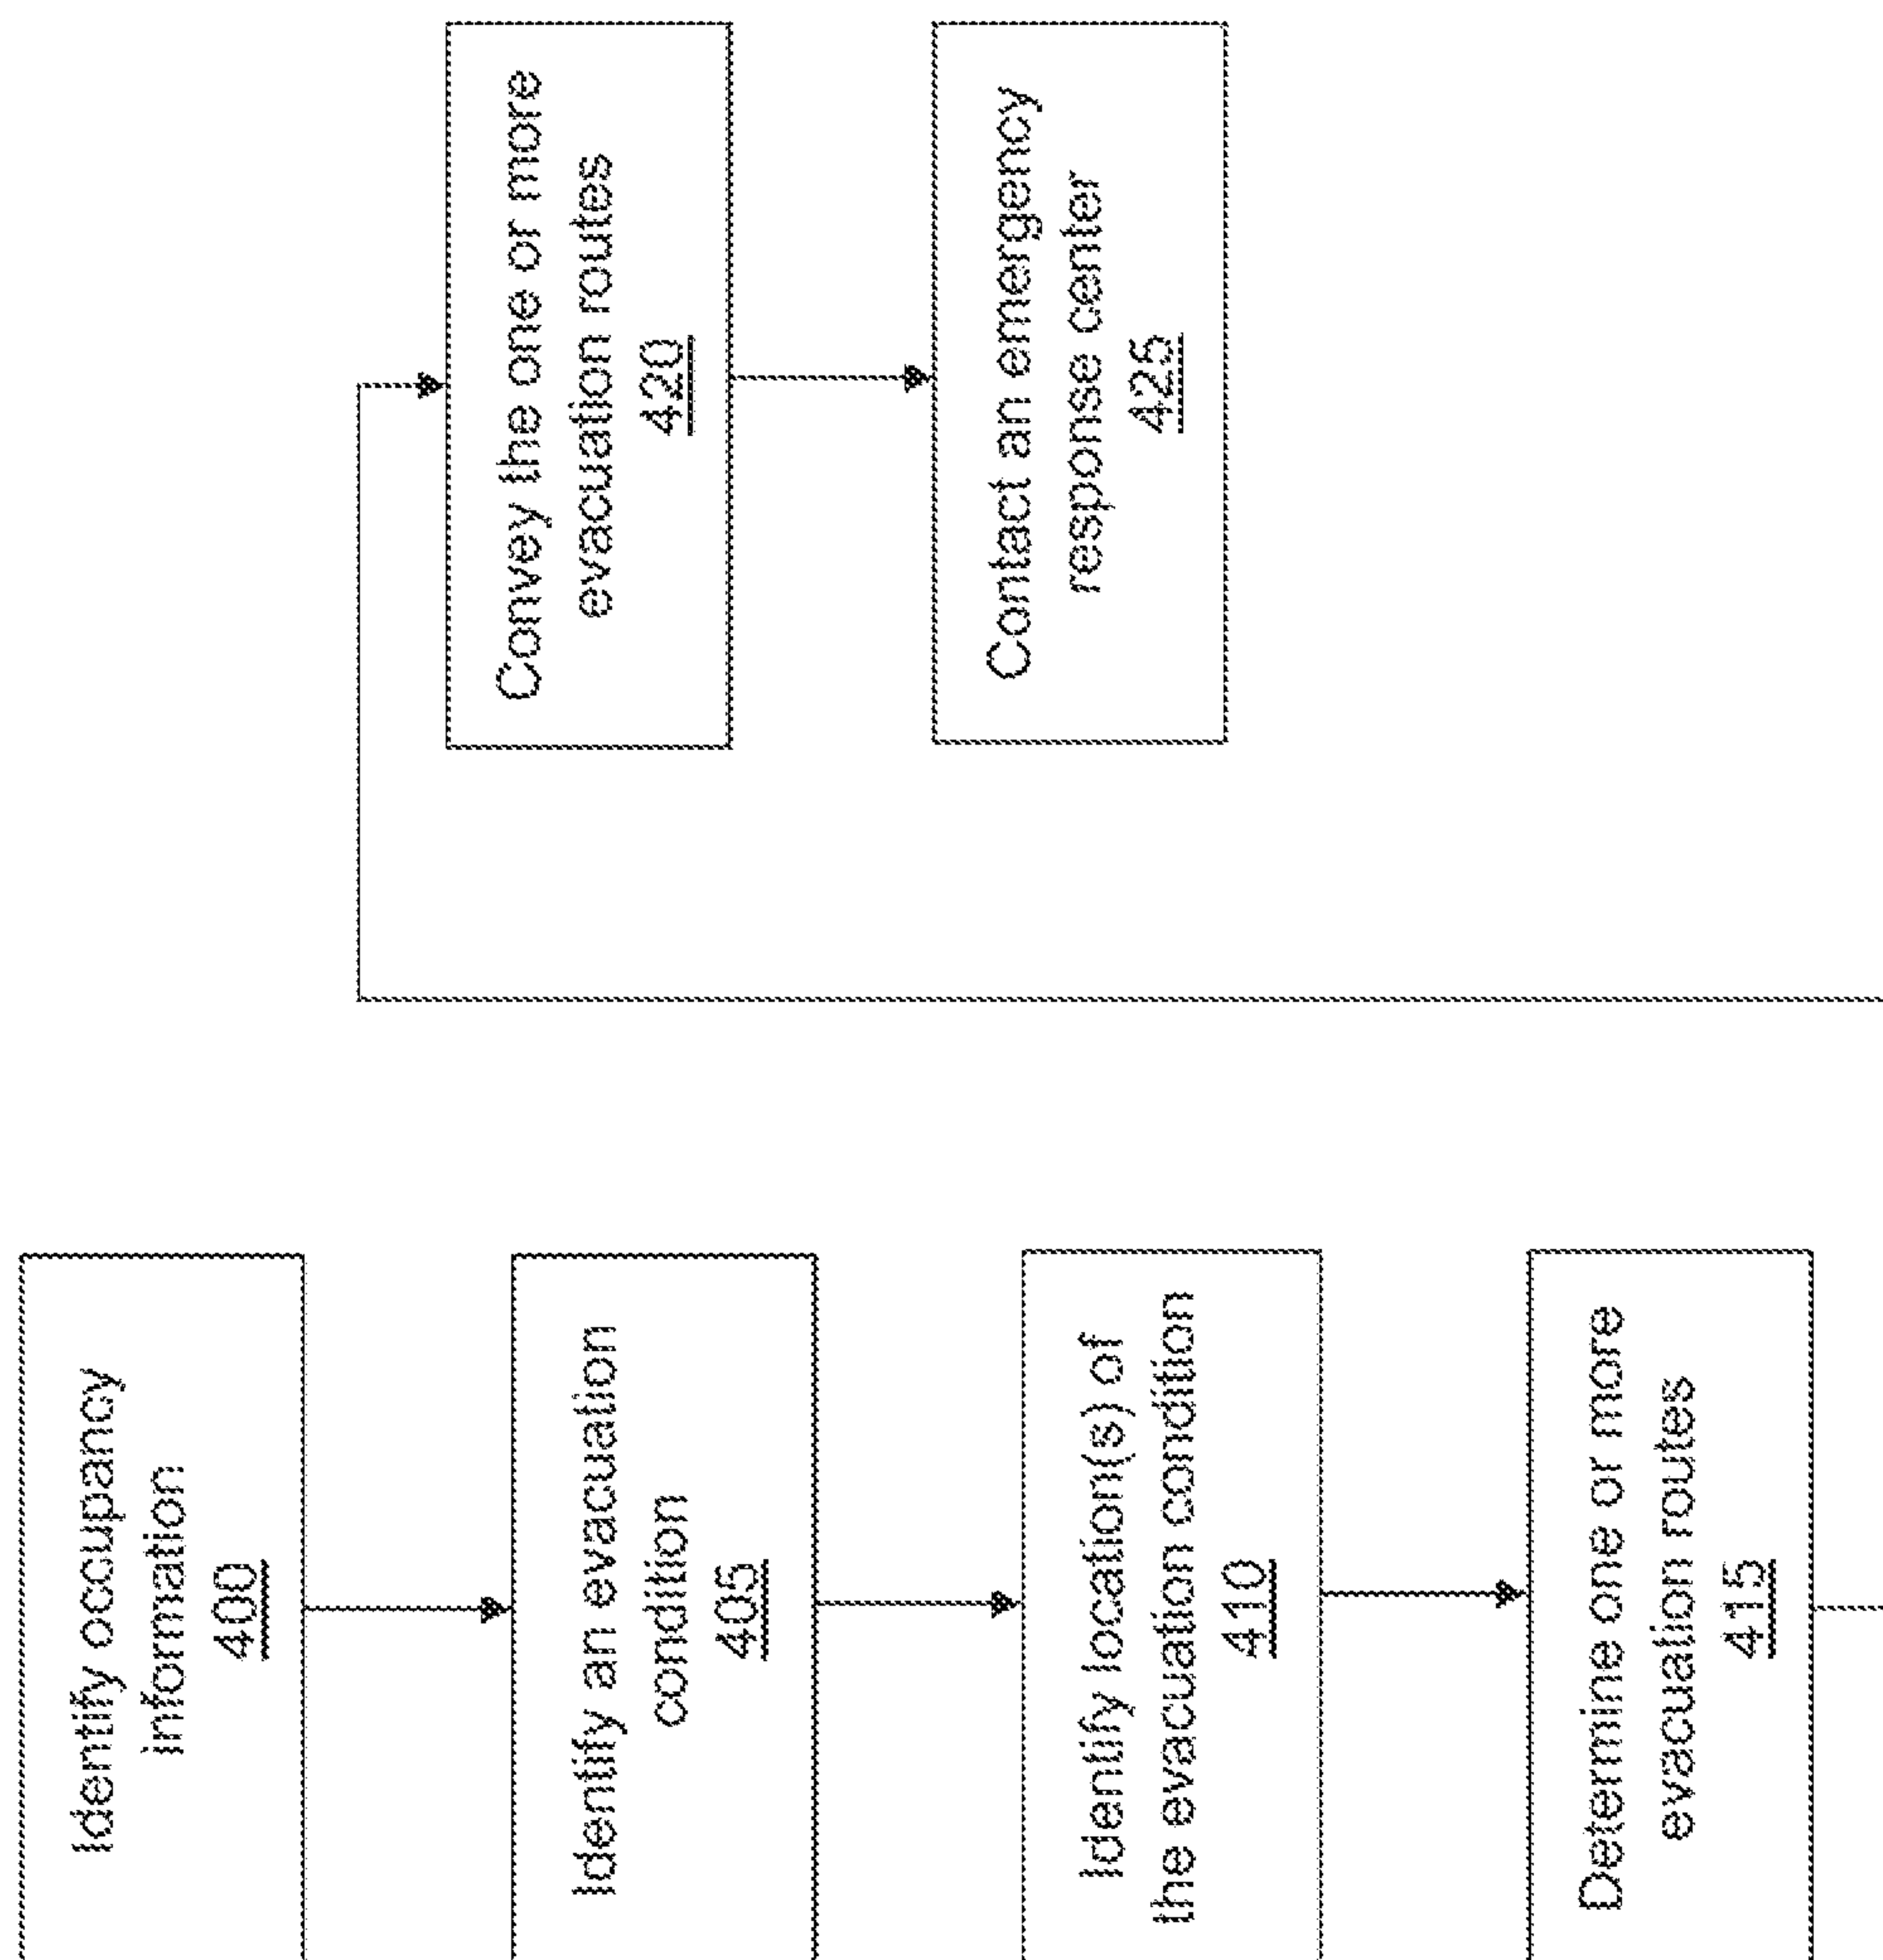 Identify occupancy
information
400
Identify an evacuation
condition
405
Identify location(s) of
the evacuation condition
410
Determine one or more
evacuation routes
415
Convey the one or more
evacuation routes
420
Contact an emergency
response center
425